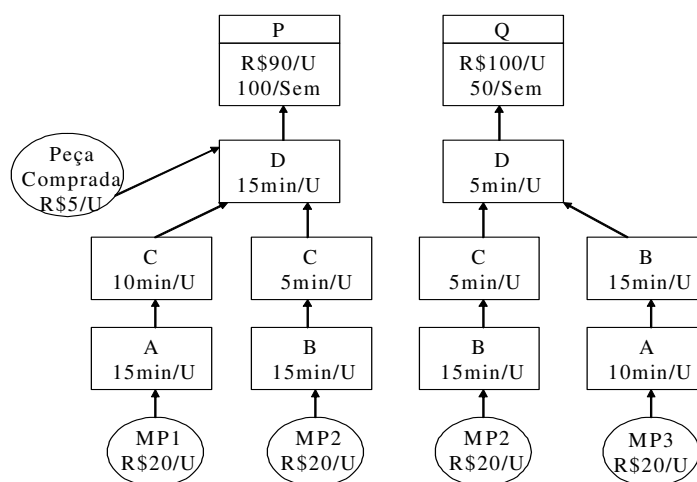 P
R$90/U
100/Sem
Q
R$100/U
50/Sem
Peça
Comprada
R$5/U
D
15min/U
D
5min/U
C
10min/U
C
5min/U
C
5min/U
B
15min/U
A
15min/U
B
15min/U
B
15min/U
A
10min/U
MP1
R$20/U
MP2
R$20/U
MP2
R$20/U
MP3
R$20/U